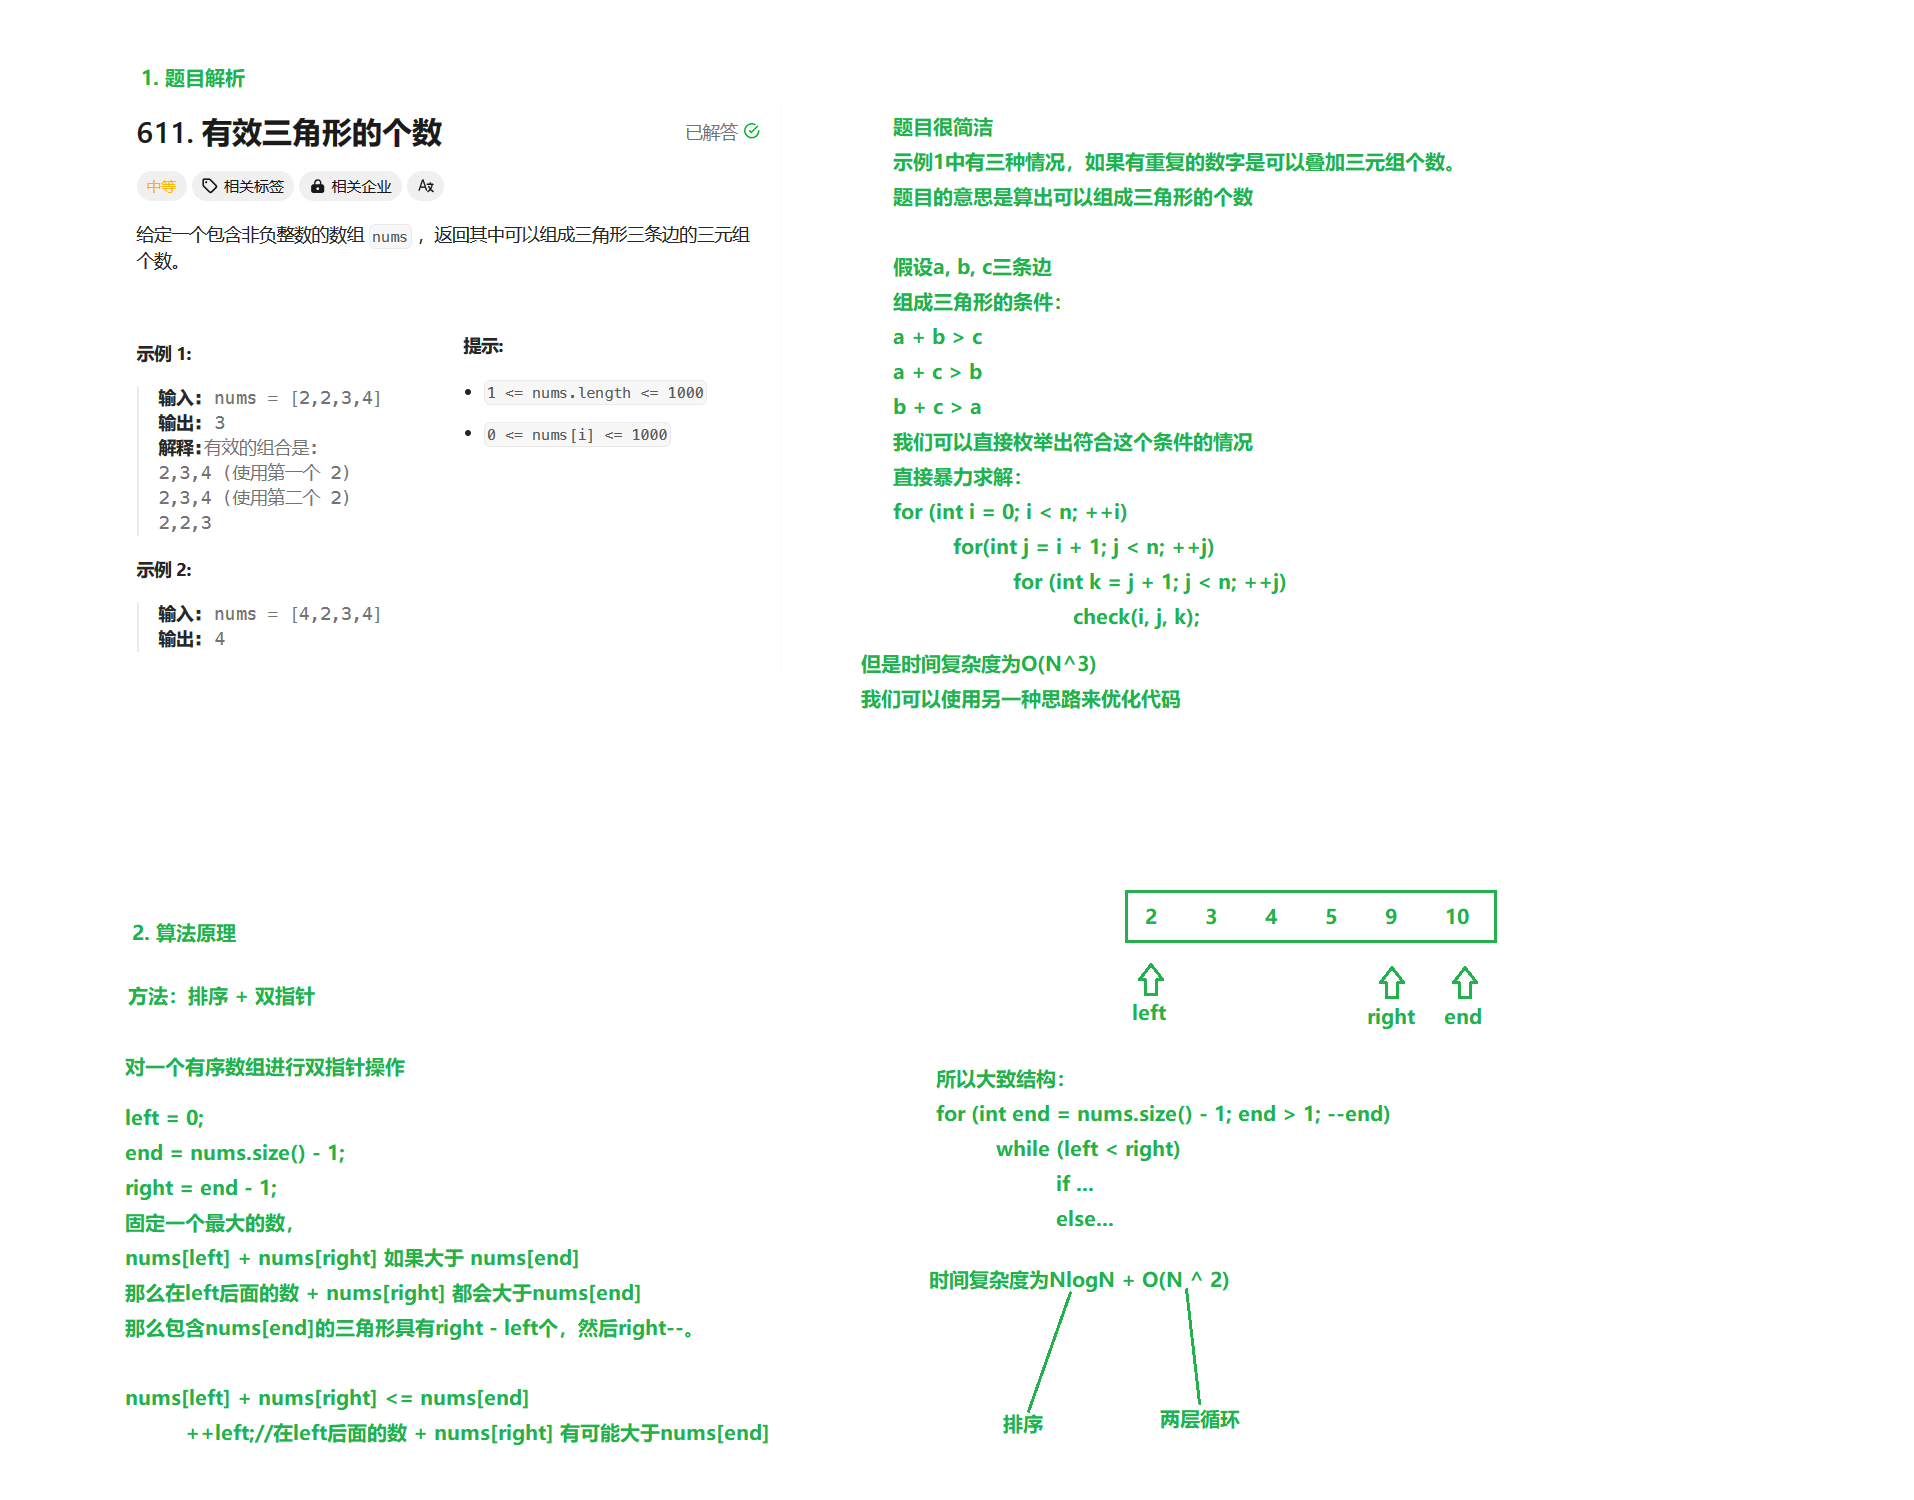 1. 题目解析
611. 有效三角形的个数
已解答
中等 相关标签 相关企业 A文
给定一个包含非负整数的数组 nums ，返回其中可以组成三角形三条边的三元组
个数。
示例 1:
输入: nums = [2,2,3,4]
输出: 3
解释:有效的组合是:
2,3,4 (使用第一个 2)
2,3,4 (使用第二个 2)
2,2,3
示例 2:
输入: nums = [4,2,3,4]
输出: 4
提示:
1 <= nums.length <= 1000
0 <= nums[i] <= 1000
题目很简洁
示例1中有三种情况，如果有重复的数字是可以叠加三元组个数。
题目的意思是算出可以组成三角形的个数
假设a, b, c三条边
组成三角形的条件：
a + b > c
a + c > b
b + c > a
我们可以直接枚举出符合这个条件的情况
直接暴力求解：
for (int i = 0; i < n; ++i)
for(int j = i + 1; j < n; ++j)
for (int k = j + 1; j < n; ++j)
check(i, j, k);
但是时间复杂度为O(N^3)
我们可以使用另一种思路来优化代码
2. 算法原理
方法：排序 + 双指针
对一个有序数组进行双指针操作
left = 0;
end = nums.size() - 1;
right = end - 1;
固定一个最大的数，
nums[left] + nums[right] 如果大于 nums[end]
那么在left后面的数 + nums[right] 都会大于nums[end]
那么包含nums[end]的三角形具有right - left个，然后right--。
nums[left] + nums[right] <= nums[end]
++left;//在left后面的数 + nums[right] 有可能大于nums[end]
2 3 4 5 9 10
left right end
所以大致结构：
for (int end = nums.size() - 1; end > 1; --end)
while (left < right)
if ...
else...
时间复杂度为NlogN + O(N ^ 2)
排序 两层循环